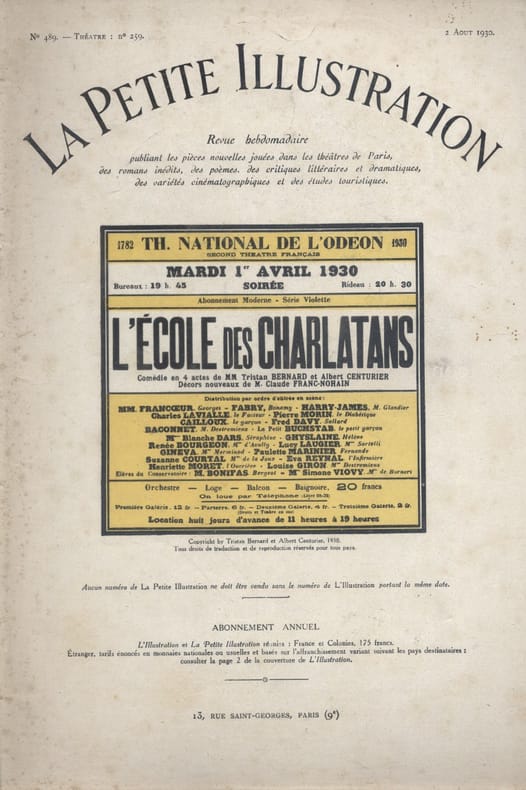 Nº 489. — Théatre : nº 259.
2 Aout 1930.
La Petite Illustration
Revue hebdomadaire
publiant les pièces nouvelles jouées dans les théâtres de Paris,
des romans inédits, des poèmes, des critiques littéraires et dramatiques,
des variétés cinématographiques et des études touristiques.
1782 TH. NATIONAL DE L'ODEON 1930
SECOND THEATRE FRANÇAIS
MARDI 1er AVRIL 1930
Bureaux : 19 h. 45 SOIRÉE Rideau : 20 h. 30
Abonnement Moderne - Série Violette
L'ÉCOLE DES CHARLATANS
Comédie en 4 actes de MM Tristan BERNARD et Albert CENTURIER
Décors nouveaux de M. Claude FRANC-NOHAIN
Distribution par ordre d'entrée en scène :
MM. FRANCŒUR, Georges - FABRY, Bonamy - HARRY-JAMES, M. Glandier
Charles LAVIALLE, le Facteur - Pierre MORIN, le Diabétique
CAILLOUX, le garçon - Fred DAVY,
BACONNET, M. Destremieux - Le Petit BUCHSTAB, le petit garçon
Mmes Blanche DARS, Séraphine - GHYSLAINE, Hélène
Renée BOURGEON, Mme d'Arully - Lucy LAUGIER, Mme Sartelli
GINEVA, Mme Marinaud - Paulette MARINIER, Fernande
Suzanne COURTAL, Mme de la Joux - Eva REYNAL, l'Infirmière
Henriette MORET, l'Ouvrière - Louise GIRON, Mme Destremieux
Elèves du Conservatoire : M. BONIFAS, Bergeot - Mlle Simone VIOVY, Mme de
Orchestre — Loge — Balcon — Baignoire, 20 francs
On loue par Téléphone
Première Galerie, 12 fr. - Parterre, 6 fr. - Deuxième Galerie, 4 fr. - Troisième Galerie, 2 fr.
(Droits et Timbre en sus)
Location huit jours d'avance de 11 heures à 19 heures
Copyright by Tristan Bernard et Albert Centurier, 1930.
Tous droits de traduction et de reproduction réservés pour tous pays.
Aucun numéro de La Petite Illustration ne doit être vendu sans le numéro de L'Illustration portant la même date.
ABONNEMENT ANNUEL
L'Illustration et La Petite Illustration réunies : France et Colonies, 175 francs.
Étranger, tarifs énoncés en monnaies nationales ou usuelles et basés sur l'affranchissement variant suivant les pays destinataires :
consulter la page 2 de la couverture de L'Illustration.
13, RUE SAINT-GEORGES, PARIS (9e)